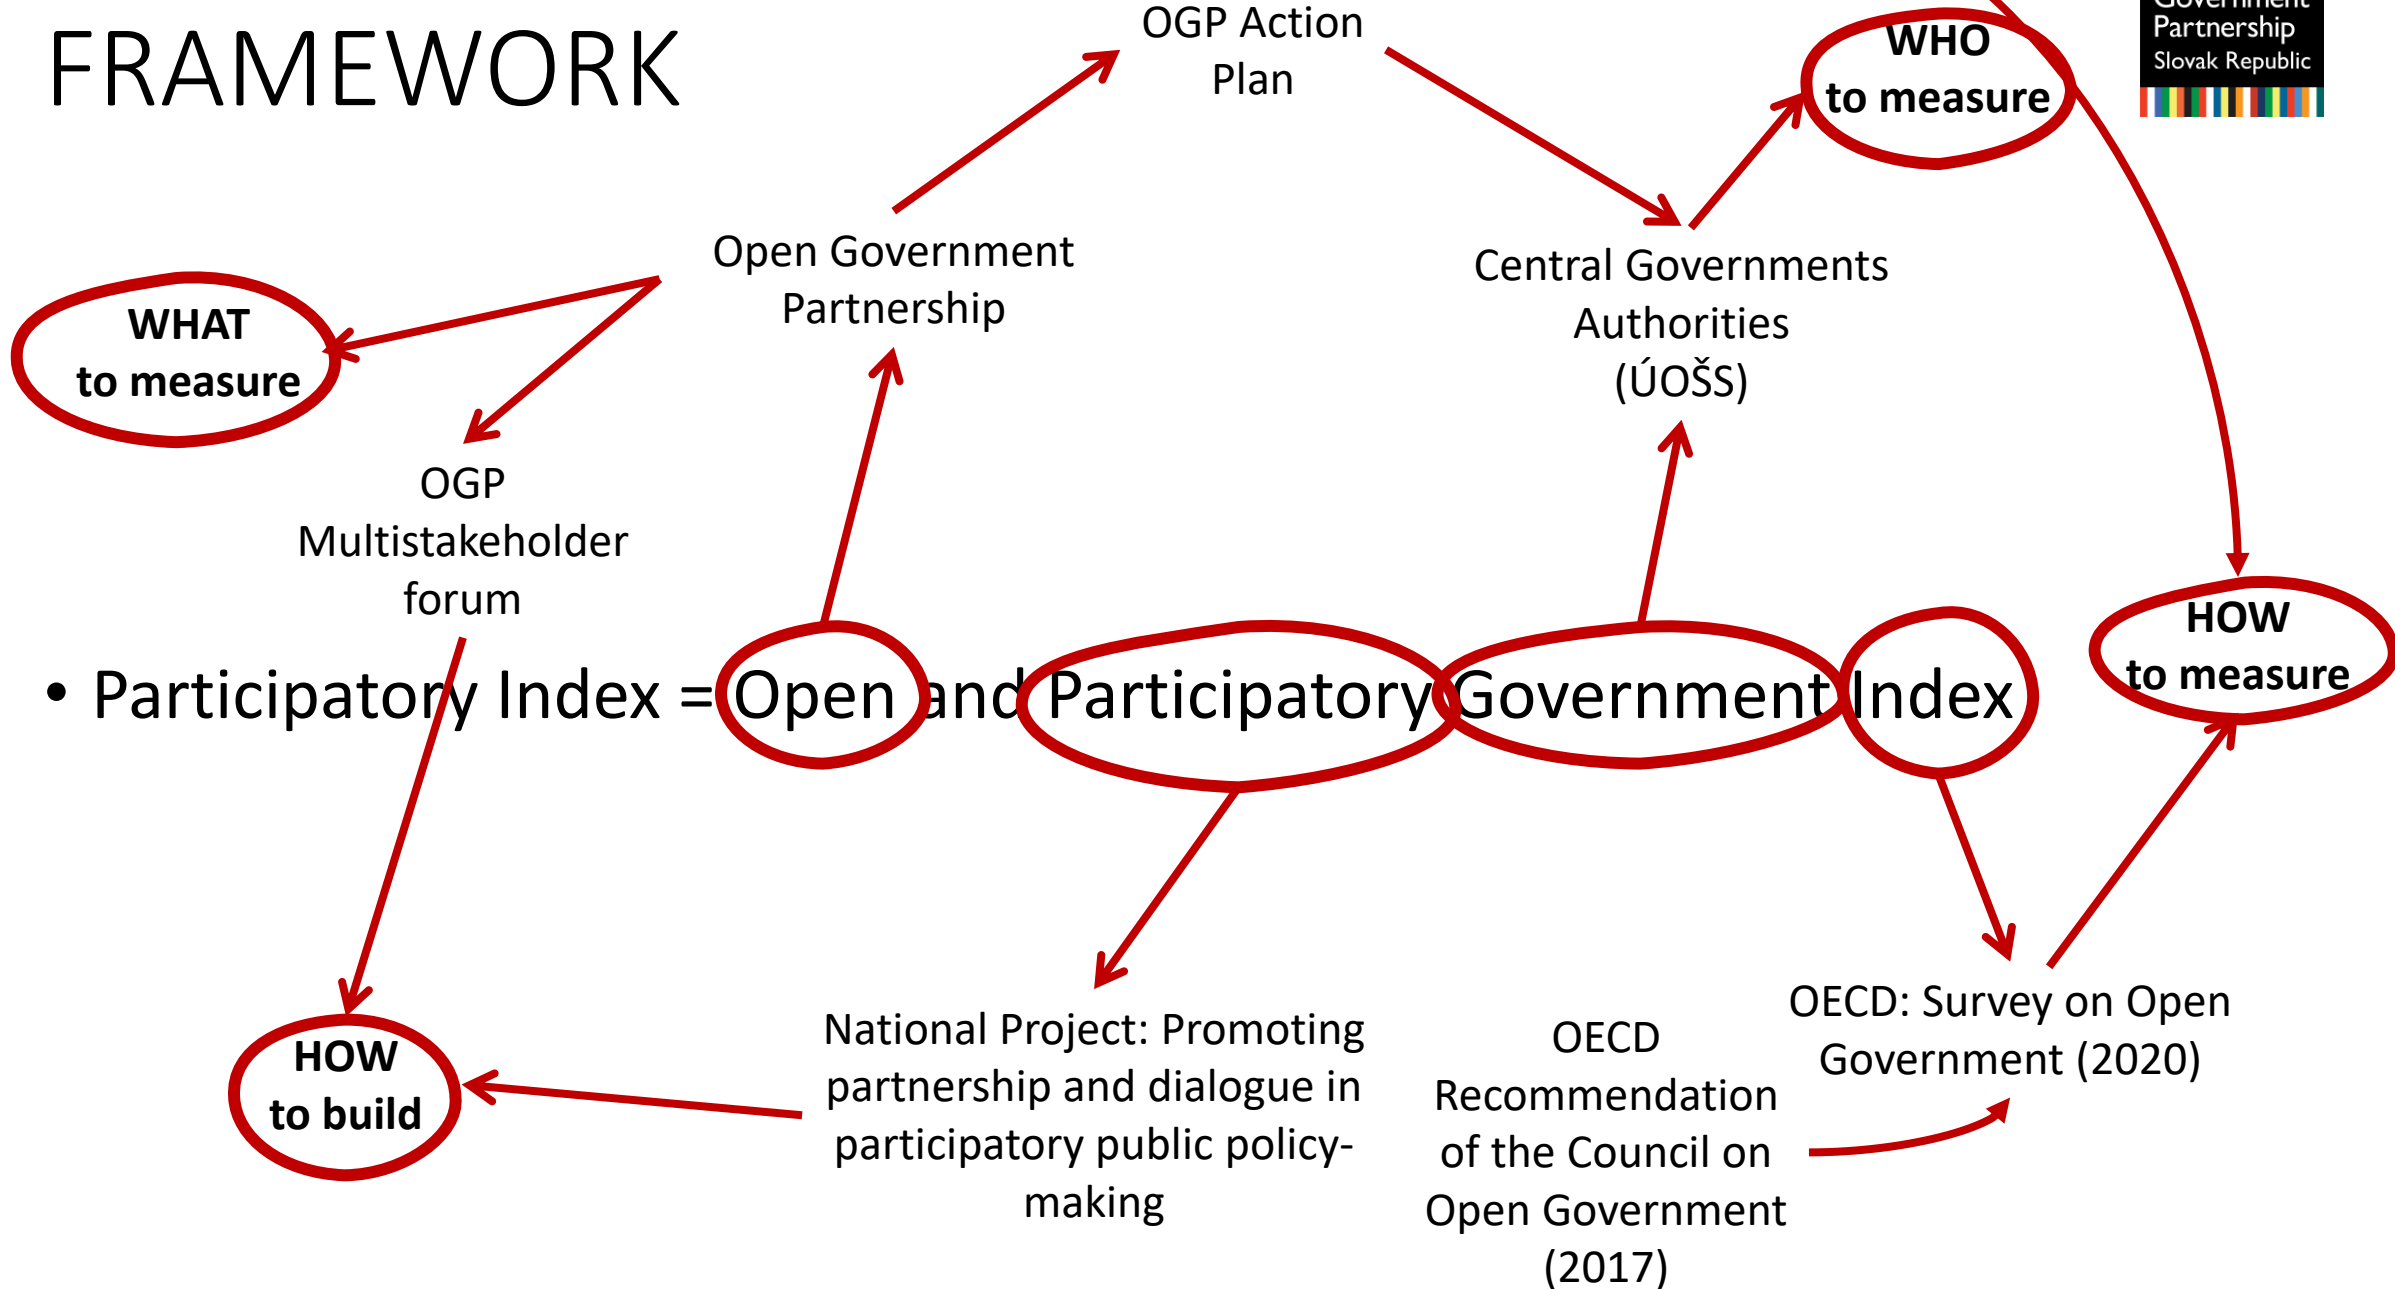 FRAMEWORK
OGP Action
Plan
WHO
to measure
Government
Partnership
Slovak Republic
Open Government
Partnership
Central Governments
Authorities
(ÚOŠS)
WHAT
to measure
OGP
Multistakeholder
forum
HOW
to measure
• Participatory Index = Open and Participatory Government Index
HOW
to build
National Project: Promoting
partnership and dialogue in
participatory public policy-
making
OECD
Recommendation
of the Council on
Open Government
(2017)
OECD: Survey on Open
Government (2020)